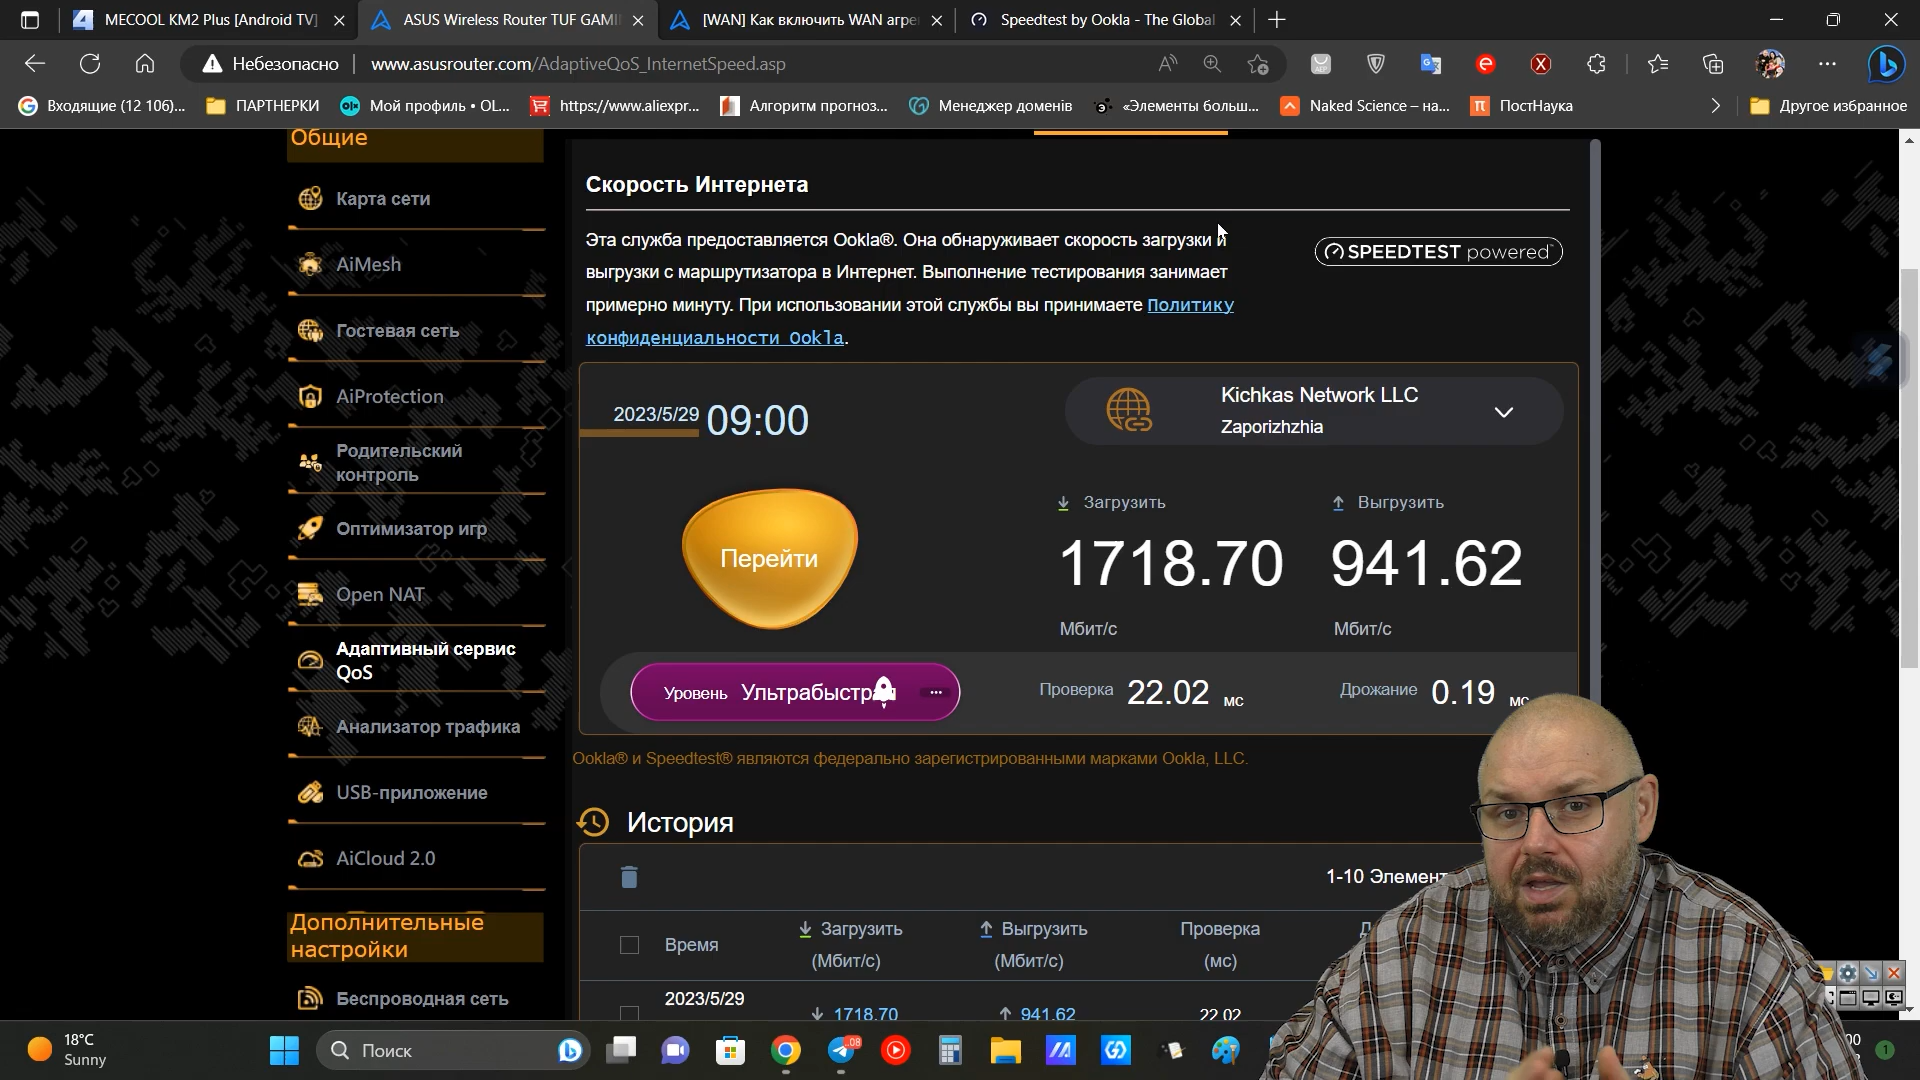 MECOOL KM2 Plus [Android TV]
ASUS Wireless Router TUF GAMI
[WAN] Как включить WAN агре
Speedtest by Ookla - The Global
Небезопасно
www.asusrouter.com/AdaptiveQoS_InternetSpeed.asp
Входящие (12 106)...
ПАРТНЕРКИ
Мой профиль • OL...
https://www.aliexpr...
Алгоритм прогноз...
Менеджер доменів
«Элементы больш...
Naked Science – на...
ПостНаука
Другое избранное
Общие
Карта сети
AiMesh
Гостевая сеть
AiProtection
Родительский
контроль
Оптимизатор игр
Open NAT
Адаптивный сервис
QoS
Анализатор трафика
USB-приложение
AiCloud 2.0
Дополнительные
настройки
Беспроводная сеть
Скорость Интернета
Эта служба предоставляется Ookla®. Она обнаруживает скорость загрузки и
выгрузки с маршрутизатора в Интернет. Выполнение тестирования занимает
примерно минуту. При использовании этой службы вы принимаете Политику
конфиденциальности Ookla.
SPEEDTEST powered™
2023/5/29 09:00
Kichkas Network LLC
Zaporizhzhia
Перейти
Загрузить
1718.70
Мбит/с
Выгрузить
941.62
Мбит/с
Уровень Ультрабыстрая ...
Проверка 22.02 мс
Дрожание 0.19 мс
Ookla® и Speedtest® являются федерально зарегистрированными марками Ookla, LLC.
История
1-10 Элемент
Время
Загрузить
(Мбит/с)
Выгрузить
(Мбит/с)
Проверка
(мс)
2023/5/29
1718.70
941.62
22.02
18°C
Sunny
Поиск
.08
1